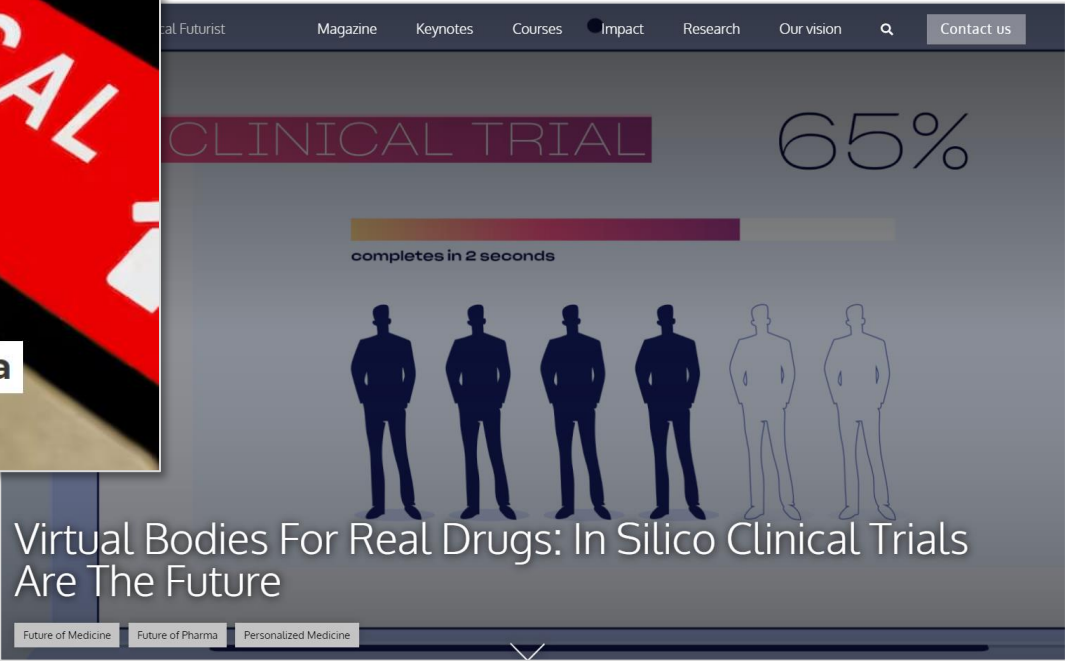 Magazine Keynotes Courses Impact Research Our vision Contact us
Futurist
CLINICAL TRIAL 65%
completes in 2 seconds
Virtual Bodies For Real Drugs: In Silico Clinical Trials
Are The Future
Future of Medicine Future of Pharma Personalized Medicine